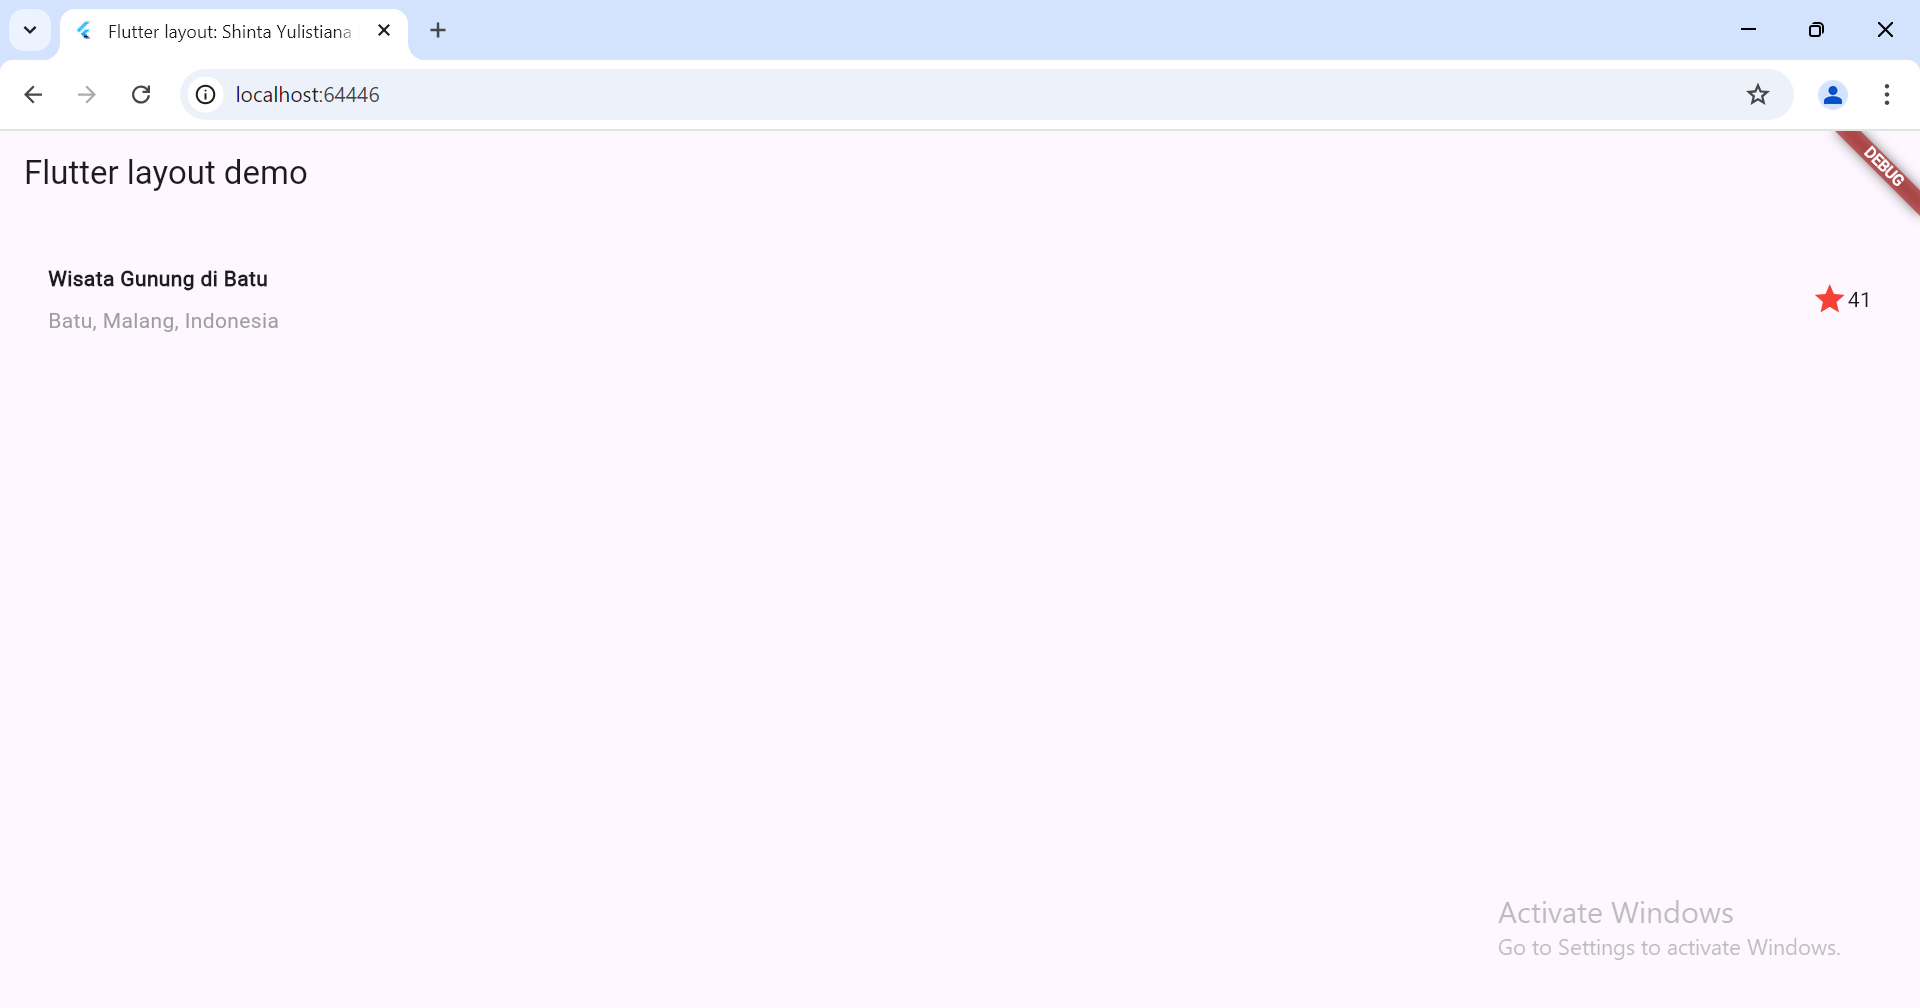 Flutter layout: Shinta Yulistiana
localhost:64446
Flutter layout demo
DEBUG
Wisata Gunung di Batu
41
Batu, Malang, Indonesia
Activate Windows
Go to Settings to activate Windows.